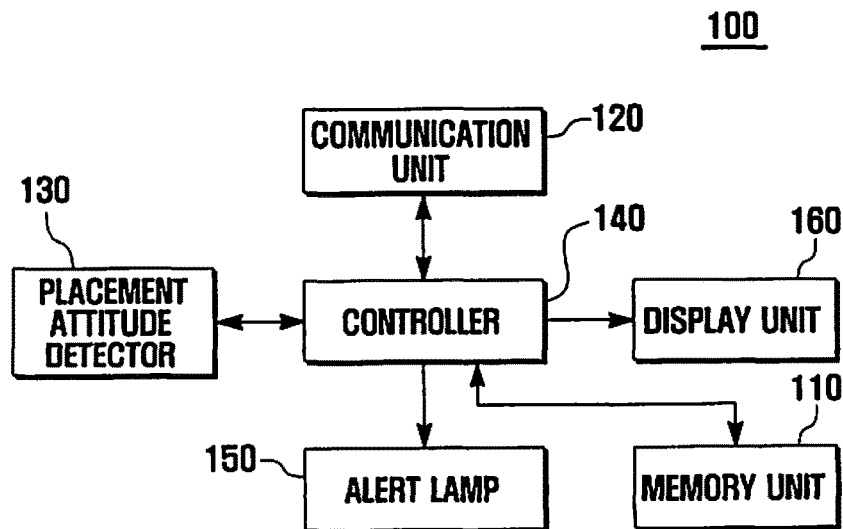 100
COMMUNICATION
UNIT
120
130
140
160
PLACEMENT
ATTITUDE
DETECTOR
CONTROLLER
DISPLAY UNIT
110
150
ALERT LAMP
MEMORY UNIT